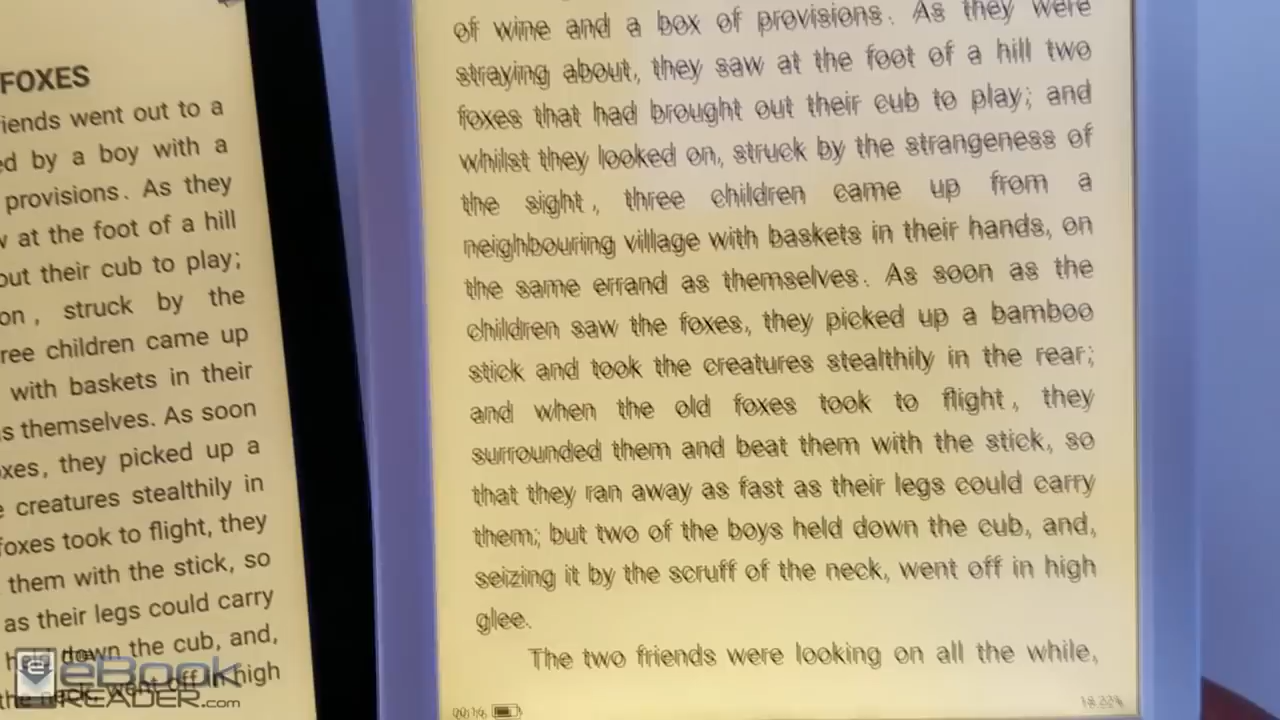 FOXES
iends went out to a
ed by a boy with a
provisions. As they
at the foot of a hill
out their cub to play;
on, struck by the
ree children came up
with baskets in their
s themselves. As soon
xes, they picked up a
creatures stealthily in
foxes took to flight, they
them with the stick, so
as their legs could carry
down the cub, and,
the neck, went off in high
eBook
READER.com
of wine and a box of provisions. As they were
straying about, they saw at the foot of a hill two
foxes that had brought out their cub to play; and
whilst they looked on, struck by the strangeness of
the sight, three children came up from a
neighbouring village with baskets in their hands, on
the same errand as themselves. As soon as the
children saw the foxes, they picked up a bamboo
stick and took the creatures stealthily in the rear;
and when the old foxes took to flight, they
surrounded them and beat them with the stick, so
that they ran away as fast as their legs could carry
them; but two of the boys held down the cub, and,
seizing it by the scruff of the neck, went off in high
glee.
The two friends were looking on all the while,